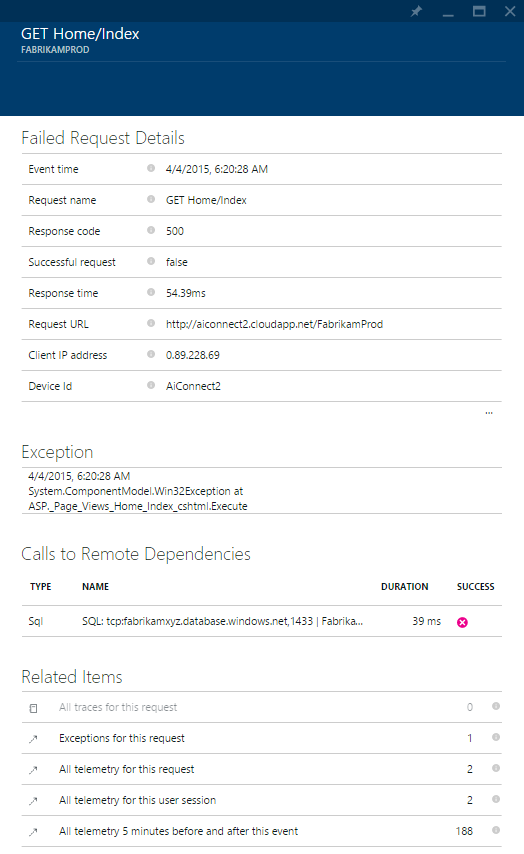 GET Home/Index
FABRIKAMPROD
Failed Request Details
Event time 4/4/2015, 6:20:28 AM
Request name GET Home/Index
Response code 500
Successful request false
Response time 54.39ms
Request URL http://aiconnect2.cloudapp.net/FabrikamProd
Client IP address 0.89.228.69
Device Id AiConnect2
...
Exception
4/4/2015, 6:20:28 AM
System.ComponentModel.Win32Exception at
ASP._Page_Views_Home_Index_cshtml.Execute
Calls to Remote Dependencies
TYPE NAME DURATION SUCCESS
Sql SQL: tcp:fabrikamxyz.database.windows.net,1433 | Fabrika... 39 ms
Related Items
All traces for this request 0
Exceptions for this request 1
All telemetry for this request 2
All telemetry for this user session 2
All telemetry 5 minutes before and after this event 188